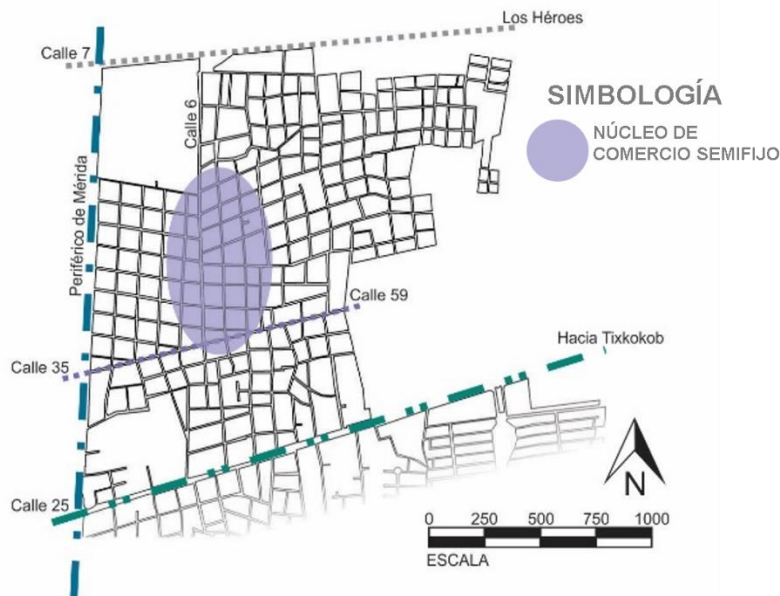 Los Héroes
Calle 7
Calle 6
SIMBOLOGÍA
NÚCLEO DE
COMERCIO SEMIFIJO
Periférico de Mérida
Calle 59
Calle 35
Hacia Tixkokob
Calle 25
N
0 250 500 750 1000
ESCALA